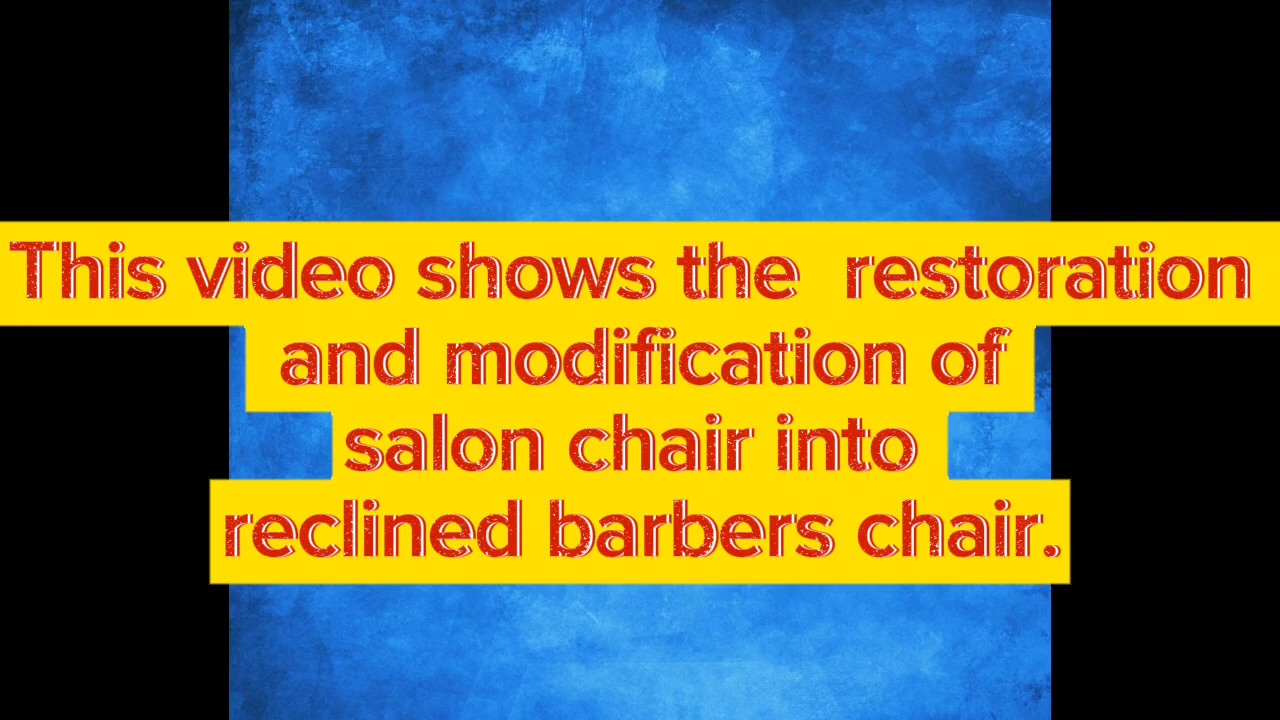 This video shows the  restoration
and modification of
salon chair into
reclined barbers chair.